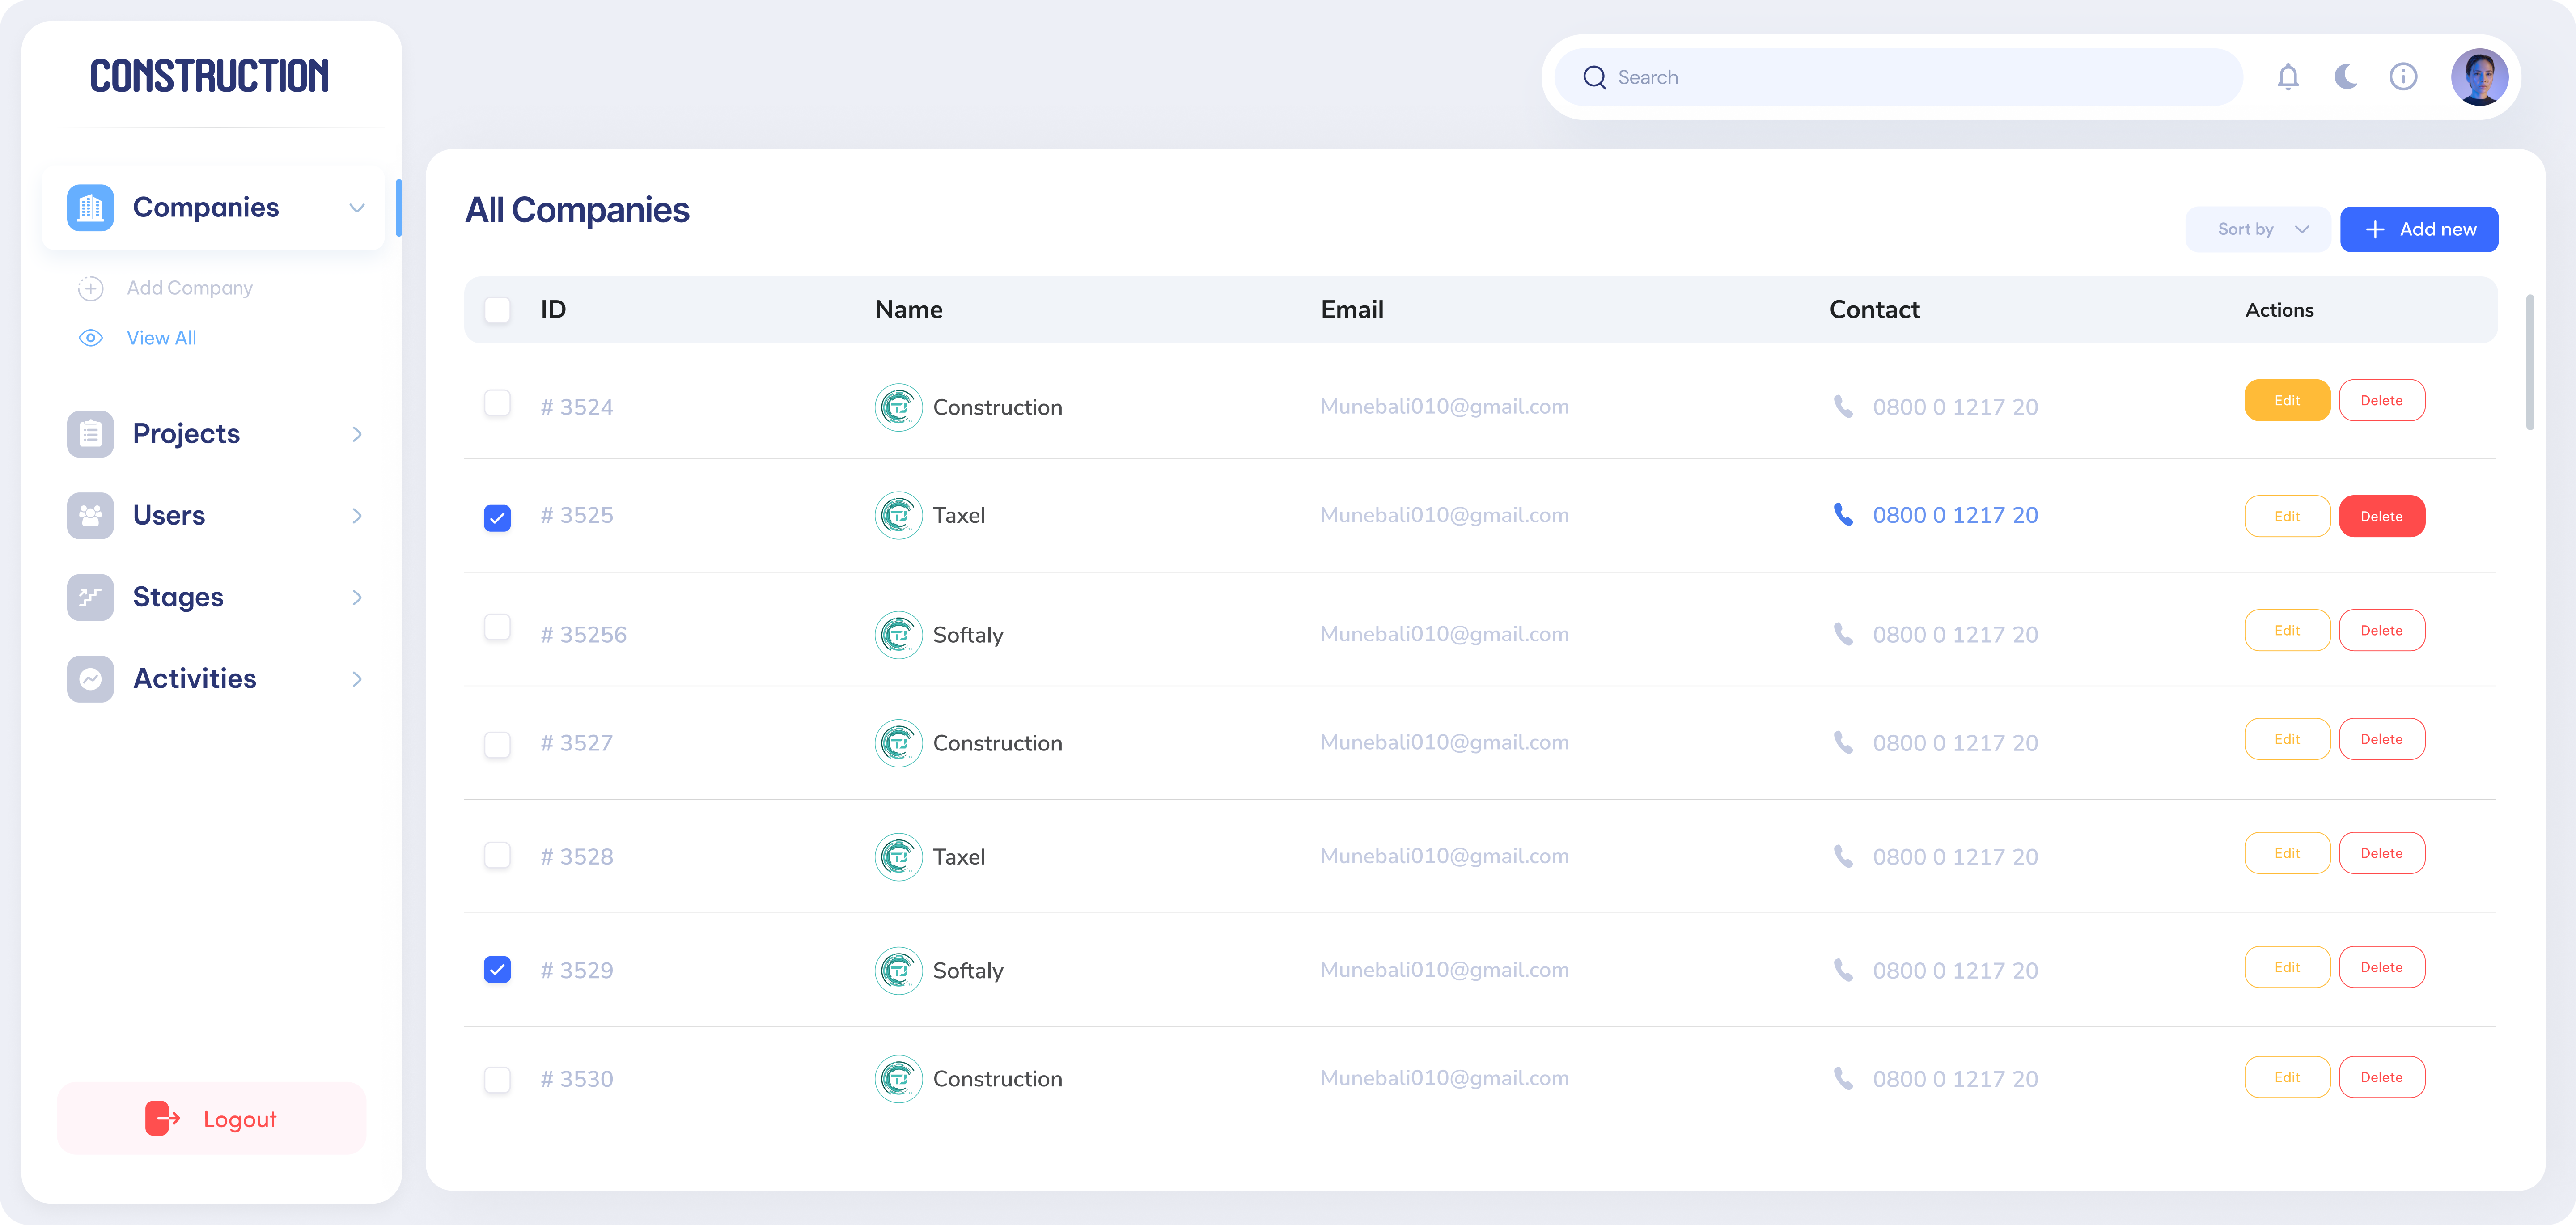 CONSTRUCTION
Search
Companies
Add Company
View All
Projects
Users
Stages
Activities
Logout
All Companies
Sort by
Add new
ID Name Email Contact Actions
# 3524 Construction Munebali010@gmail.com 0800 0 1217 20 Edit Delete
# 3525 Taxel Munebali010@gmail.com 0800 0 1217 20 Edit Delete
# 35256 Softaly Munebali010@gmail.com 0800 0 1217 20 Edit Delete
# 3527 Construction Munebali010@gmail.com 0800 0 1217 20 Edit Delete
# 3528 Taxel Munebali010@gmail.com 0800 0 1217 20 Edit Delete
# 3529 Softaly Munebali010@gmail.com 0800 0 1217 20 Edit Delete
# 3530 Construction Munebali010@gmail.com 0800 0 1217 20 Edit Delete